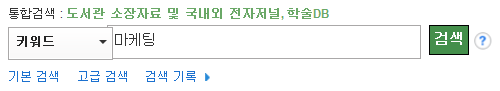 통합검색 : 도서관 소장자료 및 국내외 전자저널, 학술DB
키워드 마케팅 검색 ?
기본 검색 고급 검색 검색 기록